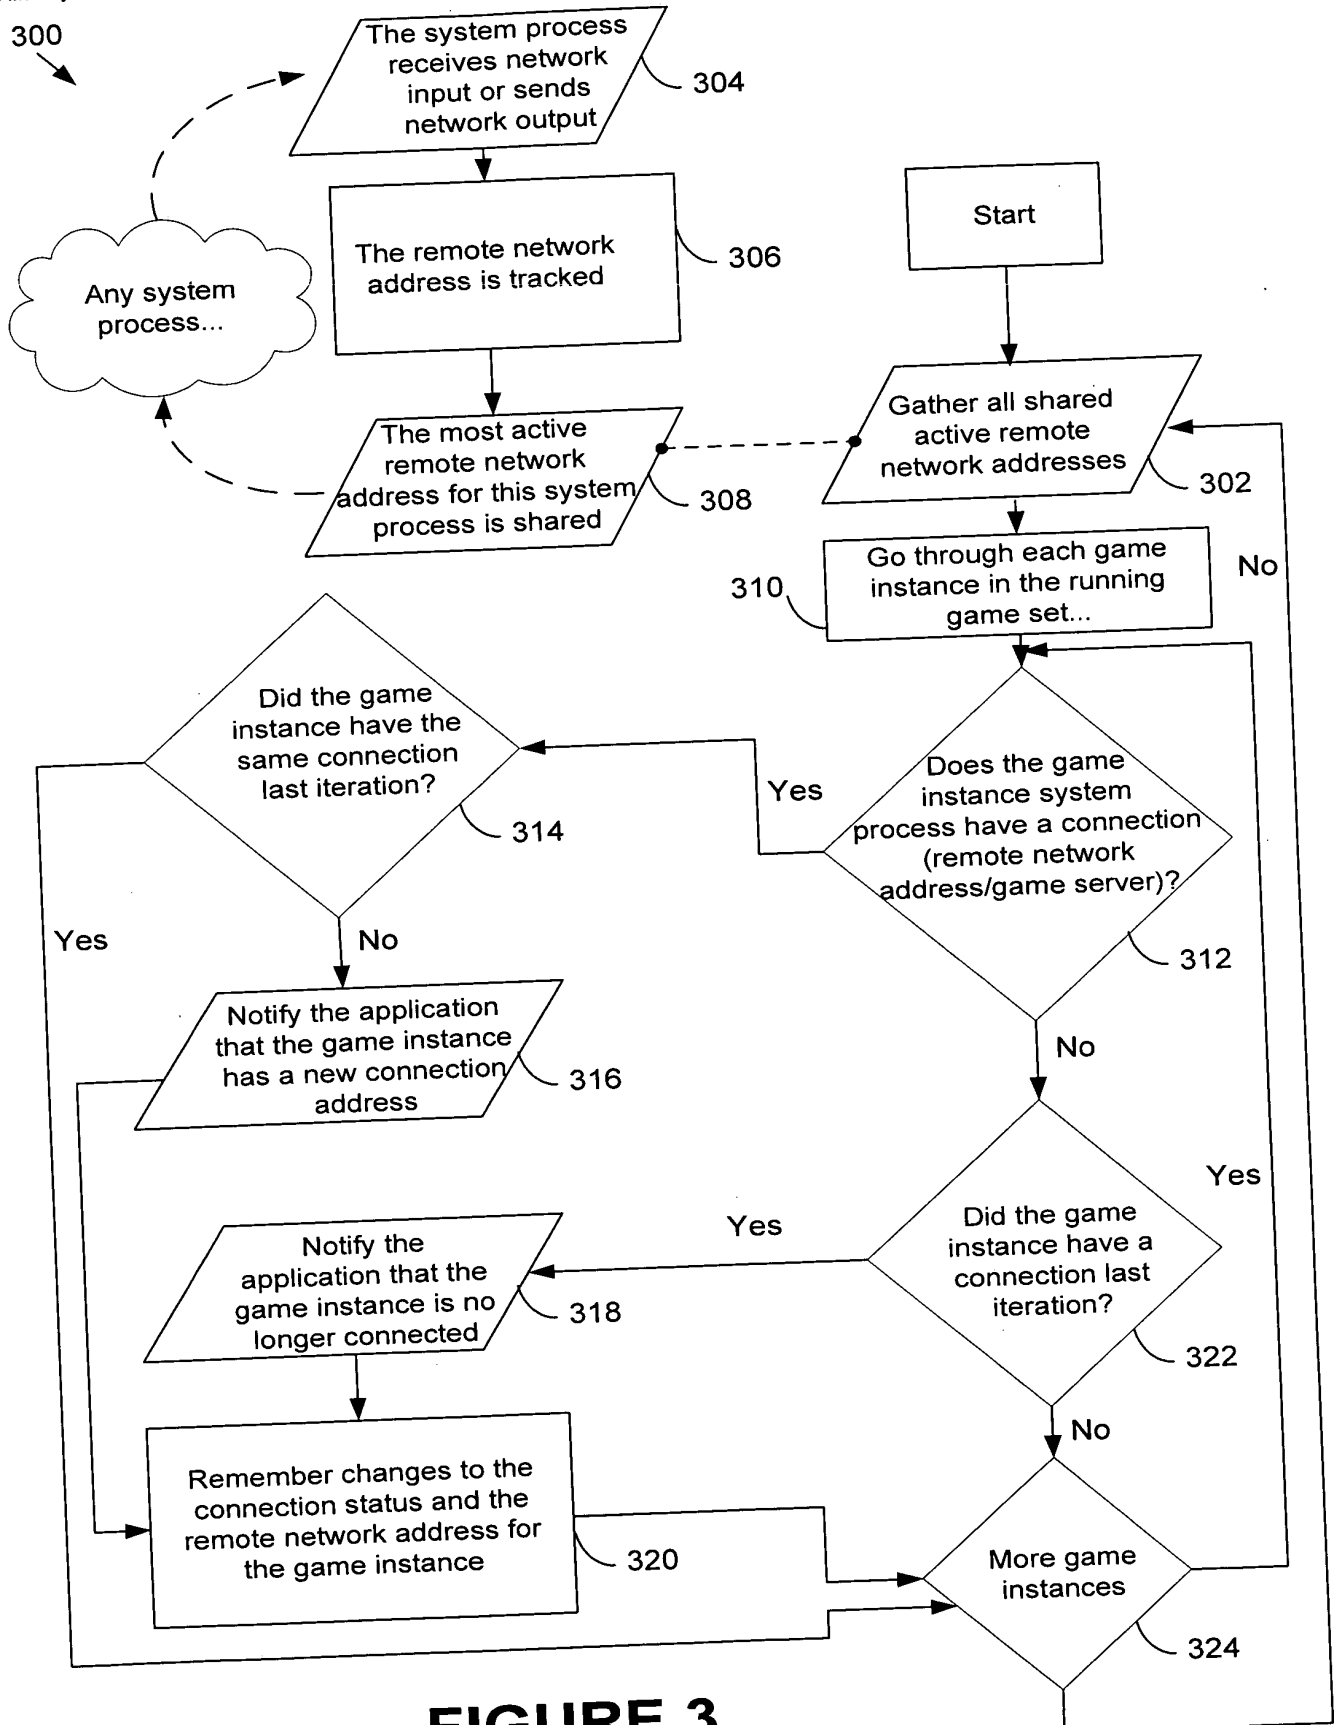 300
The system process
receives network
input or sends
network output
304
The remote network
address is tracked
306
Start
Any system
process...
The most active
remote network
address for this system
process is shared
308
Gather all shared
active remote
network addresses
302
Go through each game
instance in the running
game set...
310
No
Did the game
instance have the
same connection
last iteration?
314
Yes
Does the game
instance system
process have a connection
(remote network
address/game server)?
312
Yes
No
No
Notify the application
that the game instance
has a new connection
address
316
Yes
Did the game
instance have a
connection last
iteration?
322
Yes
Notify the
application that the
game instance is no
longer connected
318
No
Remember changes to the
connection status and the
remote network address for
the game instance
320
More game
instances
324
FIGURE 3